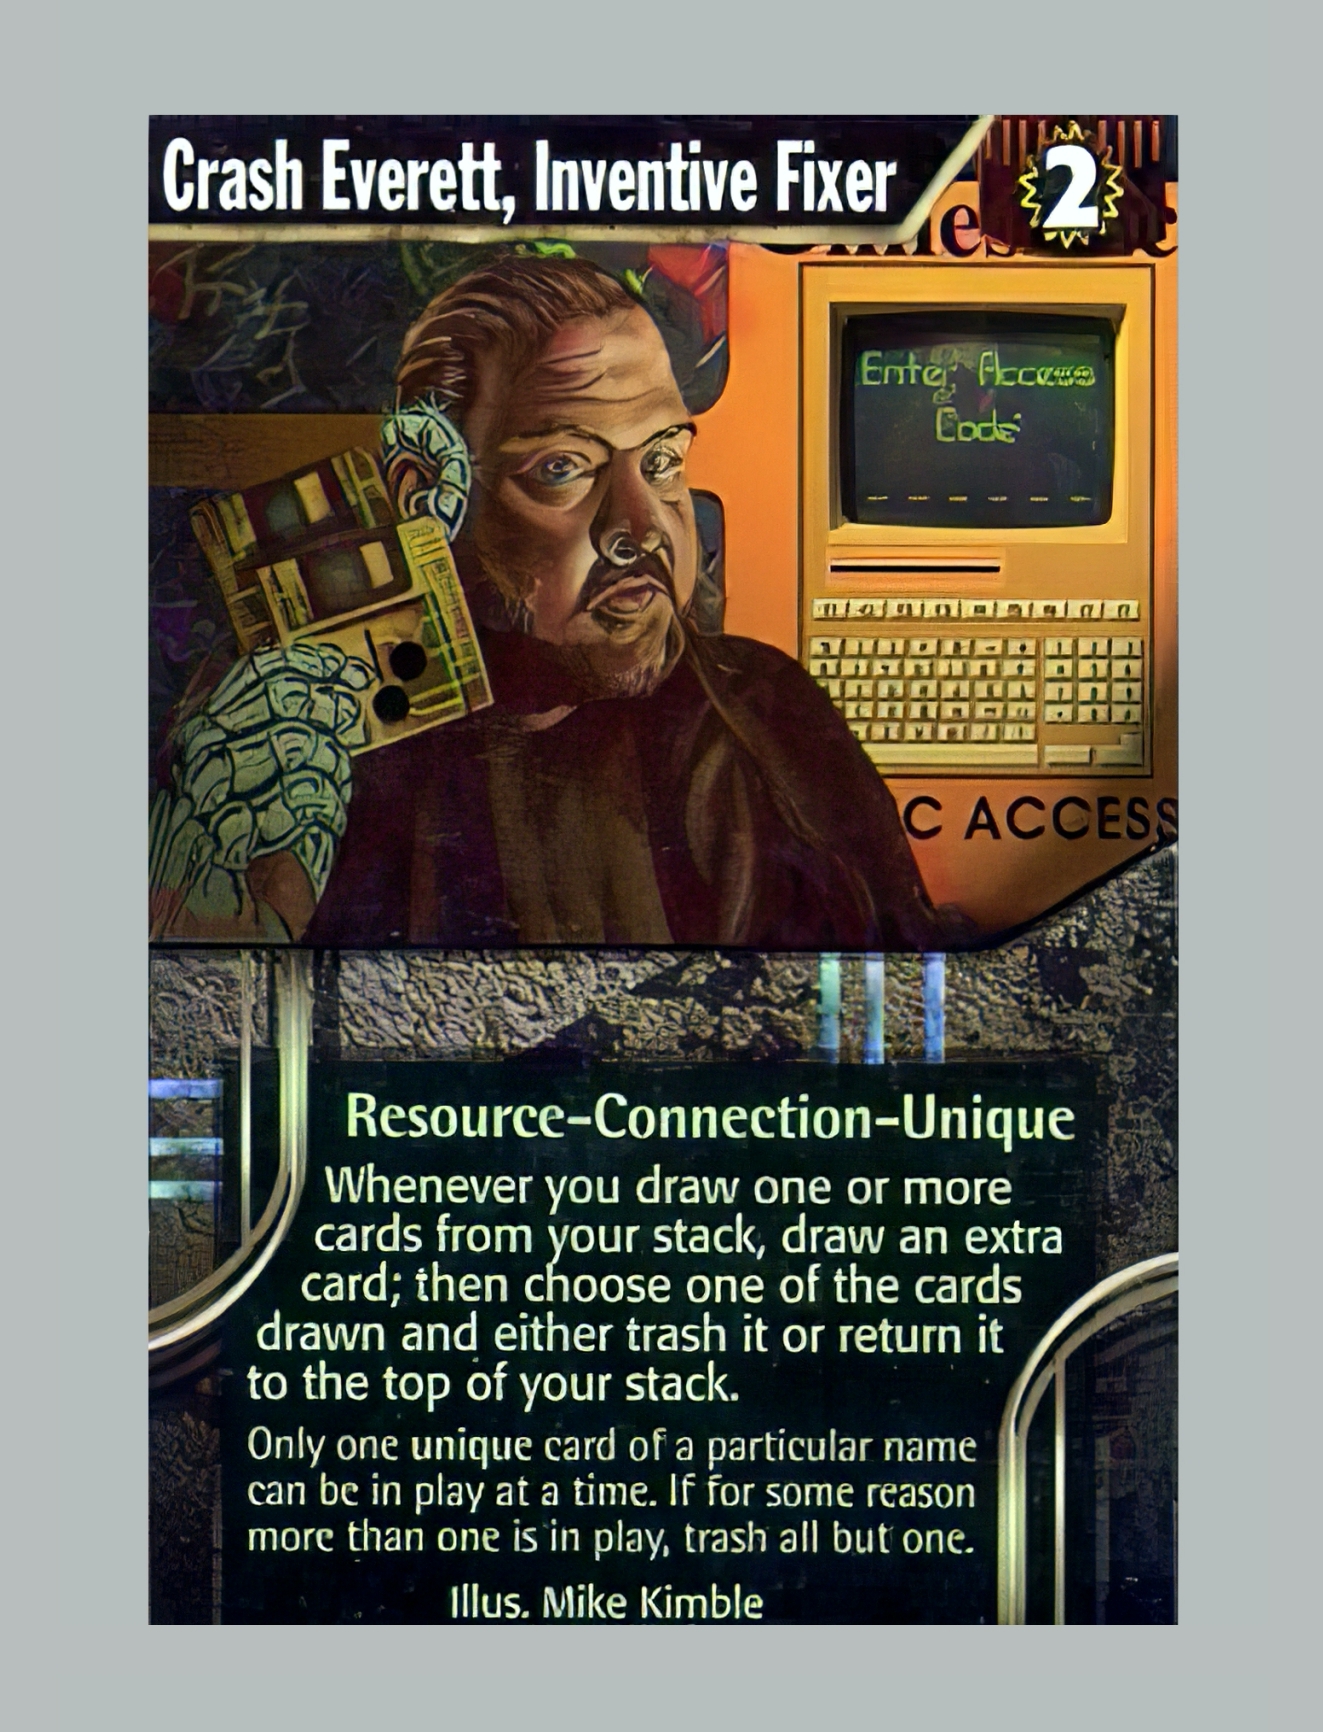 Crash Everett, Inventive Fixer
2
Enter Access
Code
C ACCESS
Resource-Connection-Unique
Whenever you draw one or more
cards from your stack, draw an extra
card; then choose one of the cards
drawn and either trash it or return it
to the top of your stack.
Only one unique card of a particular name
can be in play at a time. If for some reason
more than one is in play, trash all but one.
Illus. Mike Kimble